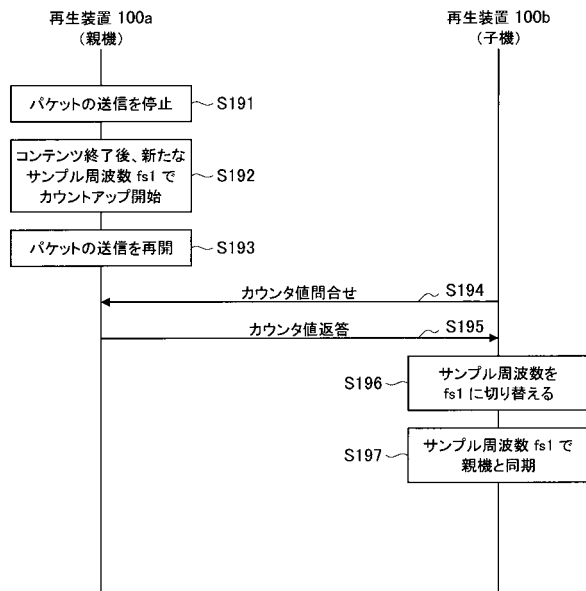 再生装置 100a
（親機）
再生装置 100b
（子機）
パケットの送信を停止
S191
コンテンツ終了後、新たな
サンプル周波数 fs1 で
カウントアップ開始
S192
パケットの送信を再開
S193
カウンタ値問合せ
S194
カウンタ値返答
S195
S196
サンプル周波数を
fs1 に切り替える
S197
サンプル周波数 fs1 で
親機と同期